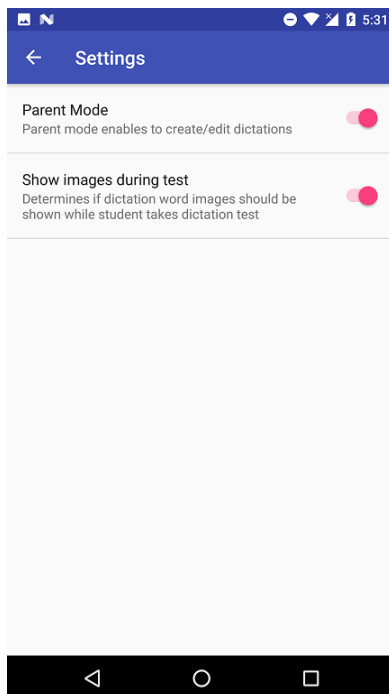 5:31
Settings
Parent Mode
Parent mode enables to create/edit dictations
Show images during test
Determines if dictation word images should be
shown while student takes dictation test